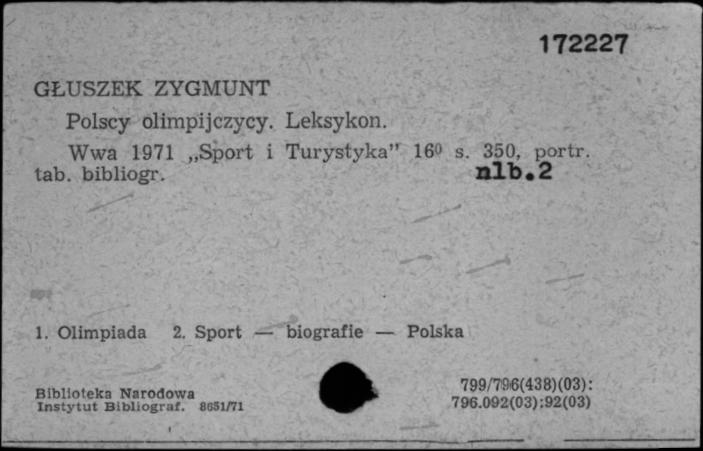 172227
GŁUSZEK ZYGMUNT
Polscy olimpijczycy. Leksykon.
Wwa 1971 „Sport i Turystyka” 16⁰ s. 350, portr.
tab. bibliogr. nlb.2
1. Olimpiada 2. Sport — biografie — Polska
Biblioteka Narodowa
Instytut Bibliograf. 8651/71
799/796(438)(03):
796.092(03):92(03)